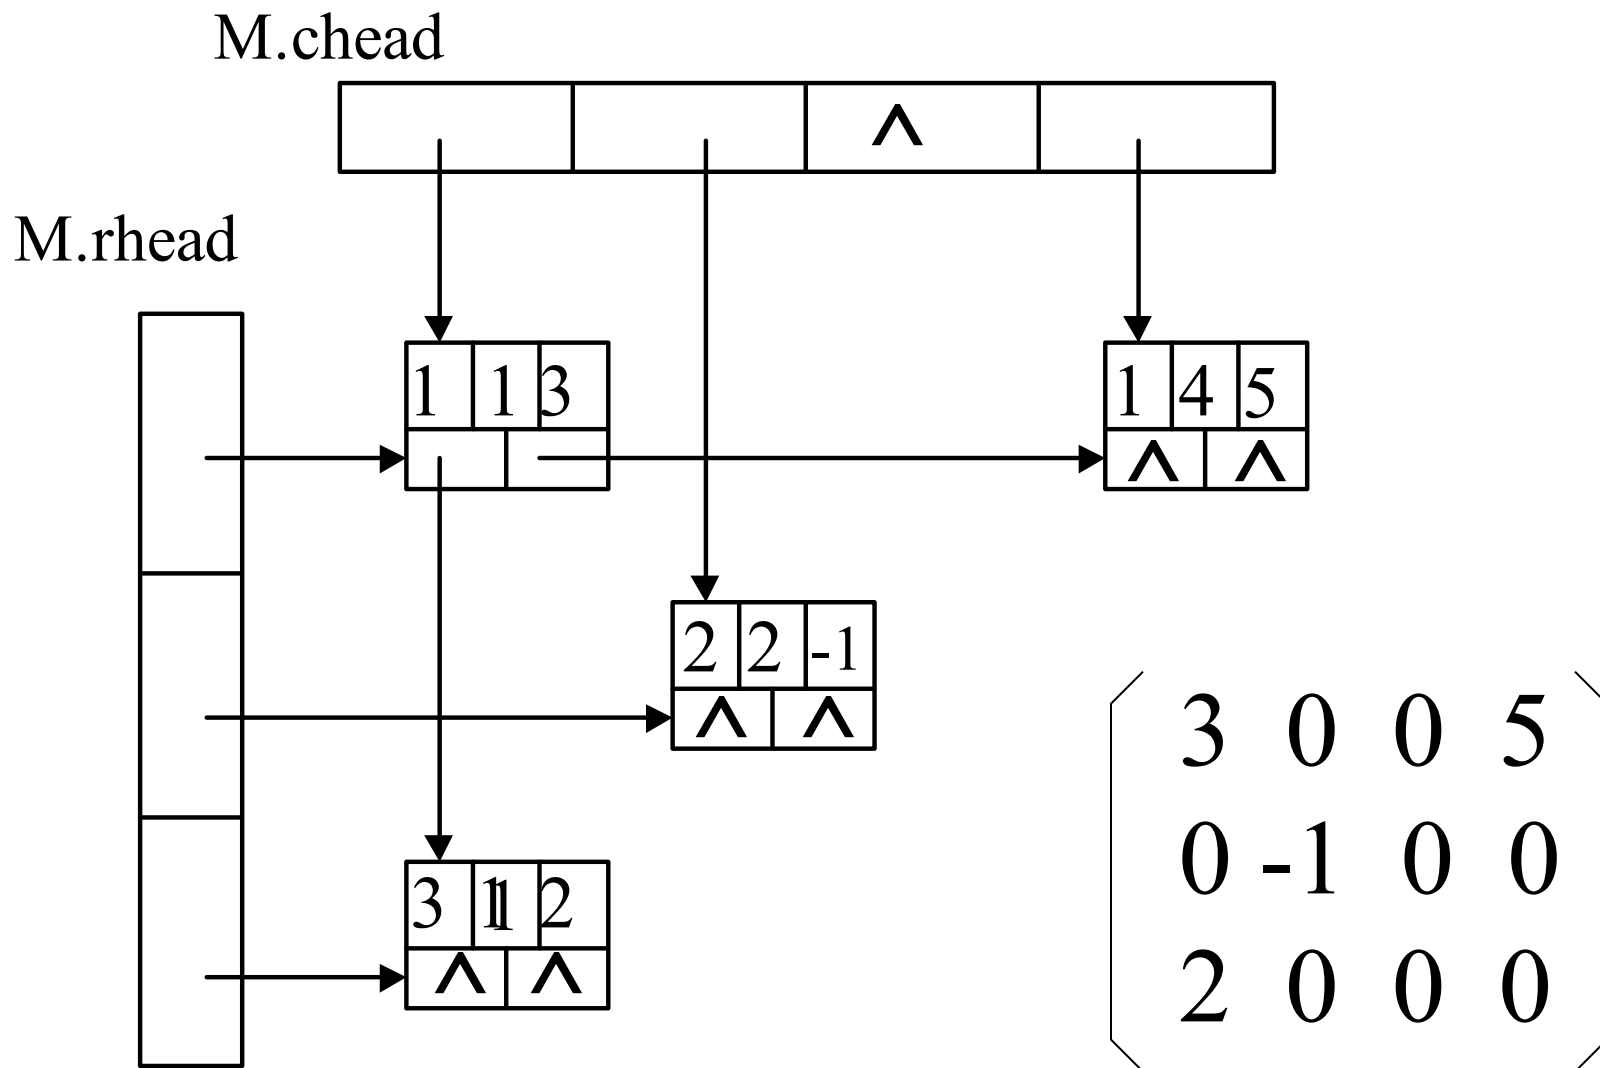 M.chead
^
M.rhead
1 1 3
1 4 5
^ ^
2 2 -1
^ ^
3 1 2
^ ^
3 0 0 5
0 -1 0 0
2 0 0 0